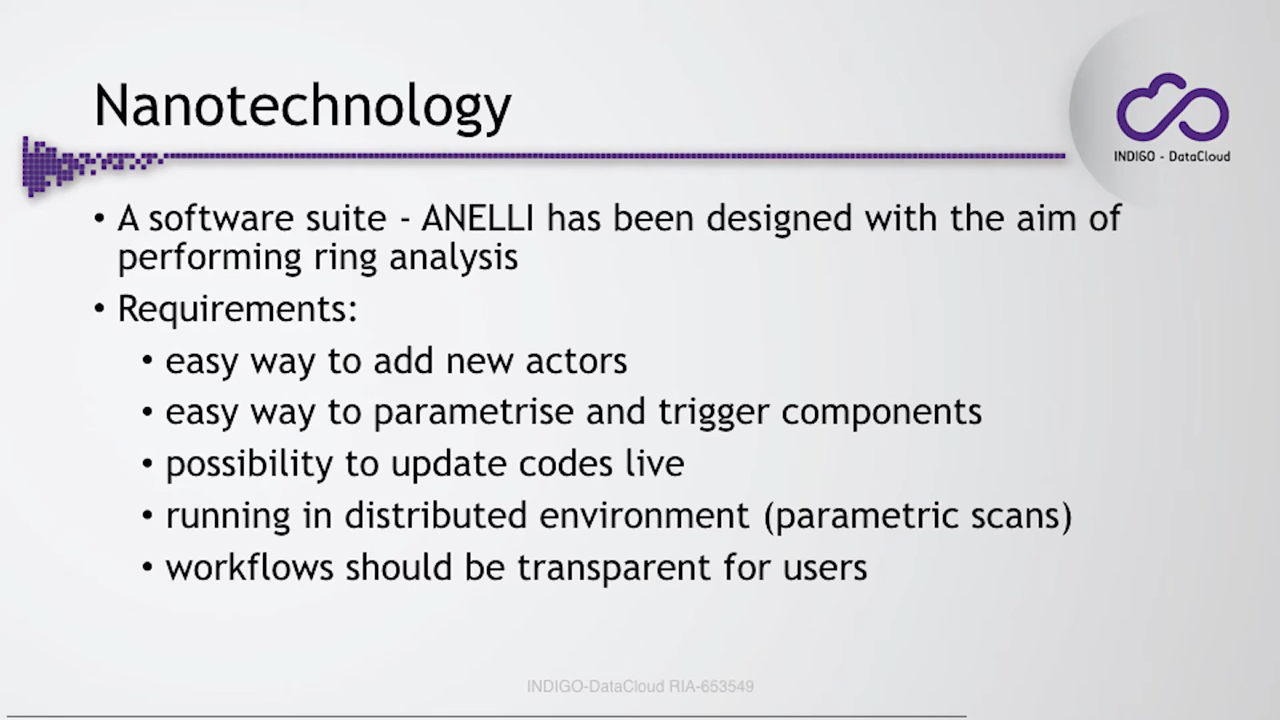 Nanotechnology
INDIGO - DataCloud
• A software suite - ANELLI has been designed with the aim of
performing ring analysis
• Requirements:
• easy way to add new actors
• easy way to parametrise and trigger components
• possibility to update codes live
• running in distributed environment (parametric scans)
• workflows should be transparent for users
INDIGO-DataCloud RIA-653549